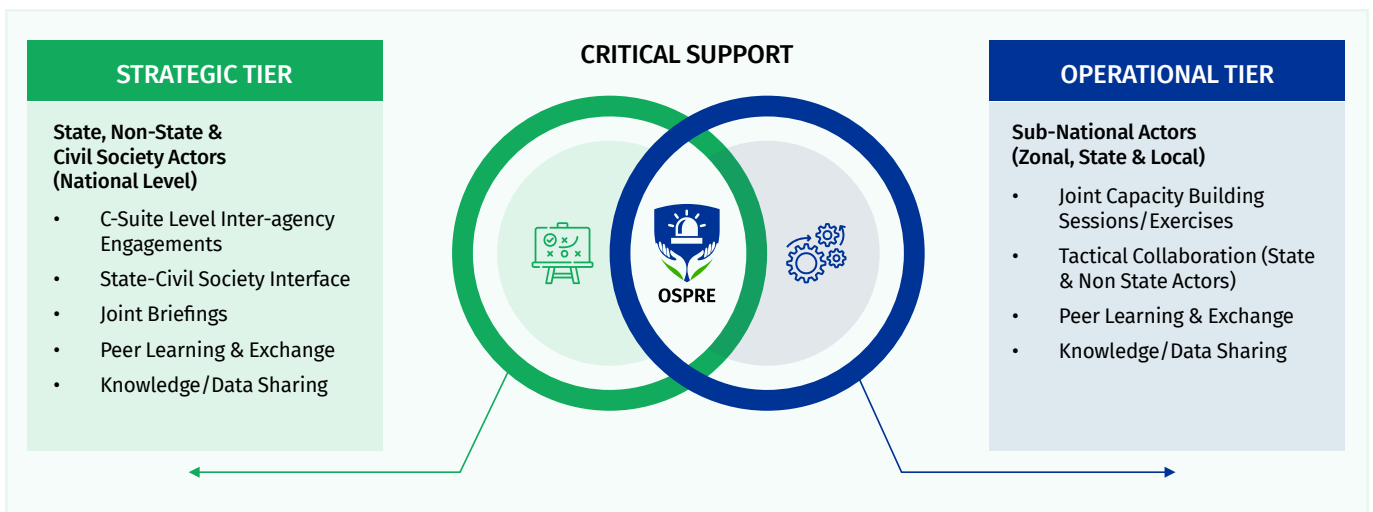 CRITICAL SUPPORT
STRATEGIC TIER
State, Non-State &
Civil Society Actors
(National Level)
• C-Suite Level Inter-agency
Engagements
• State-Civil Society Interface
• Joint Briefings
• Peer Learning & Exchange
• Knowledge/Data Sharing
OSPRE
OPERATIONAL TIER
Sub-National Actors
(Zonal, State & Local)
• Joint Capacity Building
Sessions/Exercises
• Tactical Collaboration (State
& Non State Actors)
• Peer Learning & Exchange
• Knowledge/Data Sharing